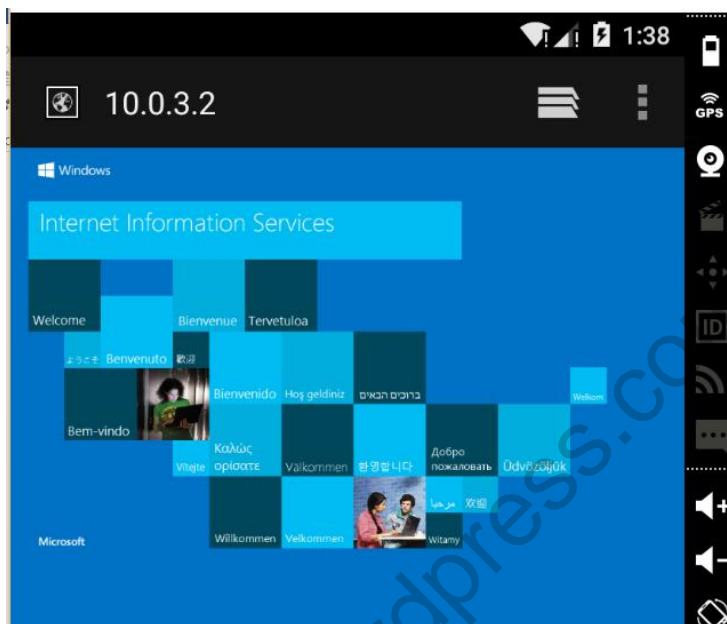 1:38
10.0.3.2
GPS
Windows
Internet Information Services
Welcome
Bienvenue
Tervetuloa
ようこそ
Benvenuto
歡迎
Bienvenido
Hoş geldiniz
ברוכים הבאים
Welkom
Bem-vindo
Vítejte
Καλώς
ορίσατε
Välkommen
환영합니다
Добро
пожаловать
Üdvözöljük
ID
Microsoft
Willkommen
Velkommen
مرحبا
欢迎
Witamy